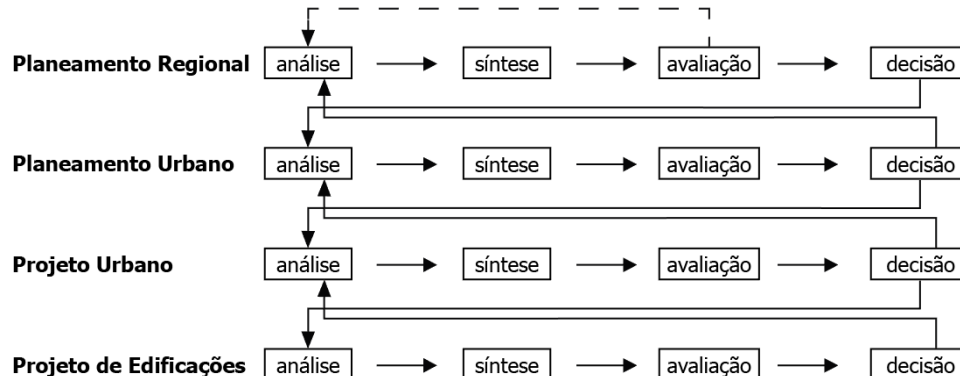 Planeamento Regional análise síntese avaliação decisão
Planeamento Urbano análise síntese avaliação decisão
Projeto Urbano análise síntese avaliação decisão
Projeto de Edificações análise síntese avaliação decisão